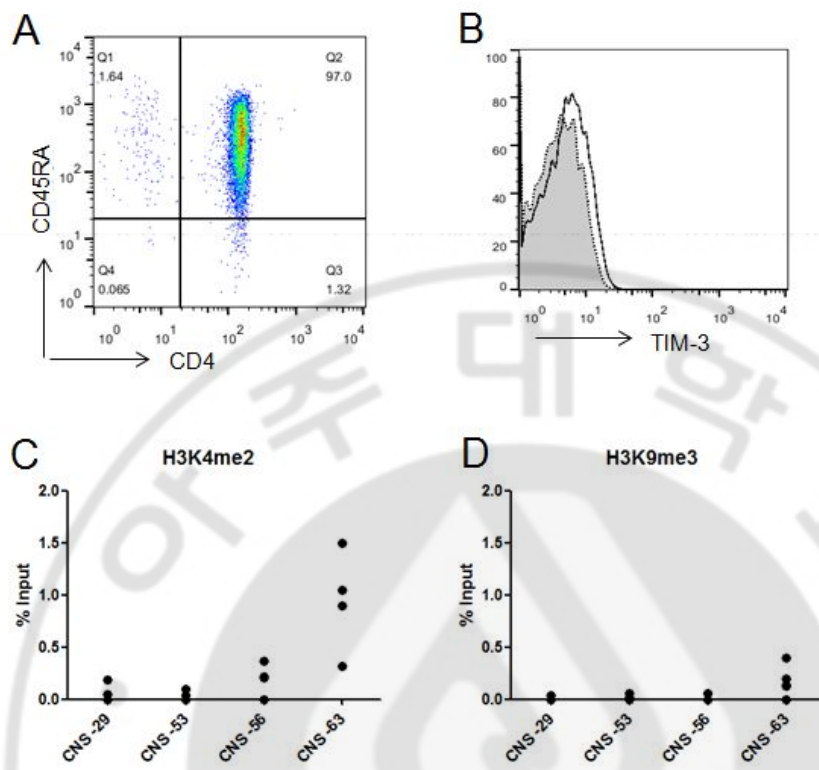 A
10^4
10^3
10^2
10^1
10^0
Q1
1.64
Q2
97.0
Q4
0.065
Q3
1.32
10^0 10^1 10^2 10^3 10^4
CD45RA
CD4
B
100
80
60
40
20
0
10^0 10^1 10^2 10^3 10^4
TIM-3
아주대학
C
H3K4me2
2.0
1.5
1.0
0.5
0.0
% Input
CNS -29
CNS -53
CNS -56
CNS -63
D
H3K9me3
2.0
1.5
1.0
0.5
0.0
% Input
CNS -29
CNS -53
CNS -56
CNS -63